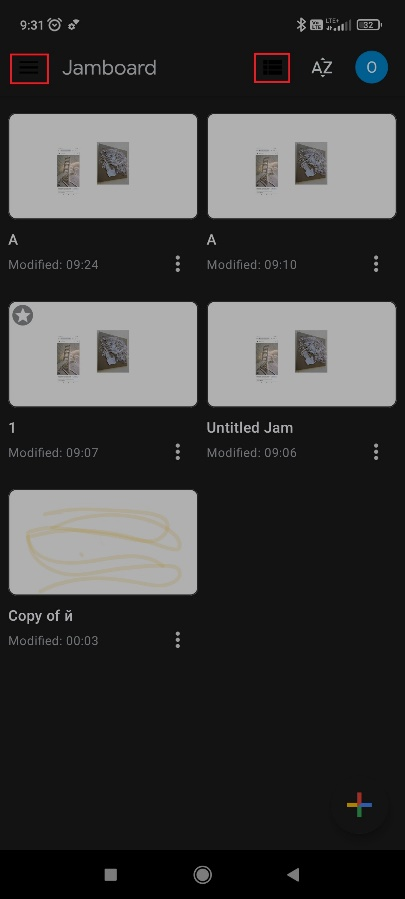 9:31
LTE+
32
Jamboard
AZ
O
A
Modified: 09:24
A
Modified: 09:10
1
Modified: 09:07
Untitled Jam
Modified: 09:06
Copy of й
Modified: 00:03